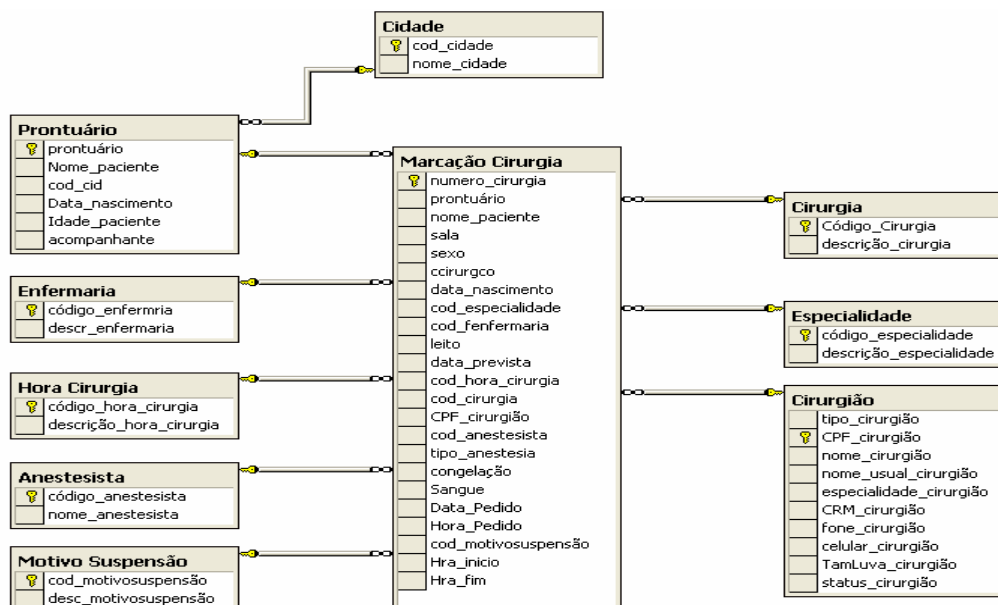 Cidade
cod_cidade
nome_cidade
Prontuário
prontuário
Nome_paciente
cod_cid
Data_nascimento
Idade_paciente
acompanhante
Enfermaria
código_enfermria
descr_enfermaria
Hora Cirurgia
código_hora_cirurgia
descrição_hora_cirurgia
Anestesista
código_anestesista
nome_anestesista
Motivo Suspensão
cod_motivosuspensão
desc_motivosuspensão
Marcação Cirurgia
numero_cirurgia
prontuário
nome_paciente
sala
sexo
ccirurgco
data_nascimento
cod_especialidade
cod_fenfermaria
leito
data_prevista
cod_hora_cirurgia
cod_cirurgia
CPF_cirurgião
cod_anestesista
tipo_anestesia
congelação
Sangue
Data_Pedido
Hora_Pedido
cod_motivosuspensão
Hra_inicio
Hra_fim
Cirurgia
Código_Cirurgia
descrição_cirurgia
Especialidade
código_especialidade
descrição_especialidade
Cirurgião
tipo_cirurgião
CPF_cirurgião
nome_cirurgião
nome_usual_cirurgião
especialidade_cirurgião
CRM_cirurgião
fone_cirurgião
celular_cirurgião
TamLuva_cirurgião
status_cirurgião